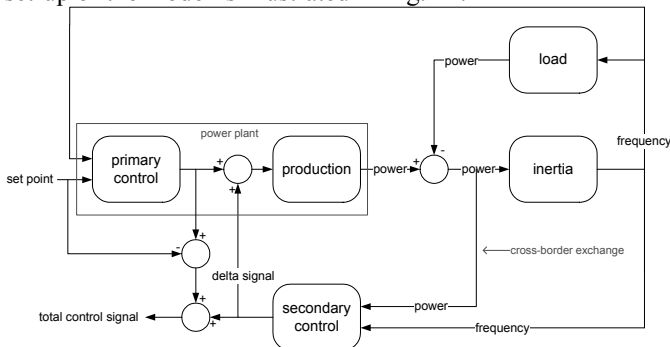 power
load
power plant
primary
control
production
power
power
inertia
frequency
set point
cross-border exchange
delta signal
secondary
control
power
total control signal
frequency
+
-
+
+
+
-
+
+